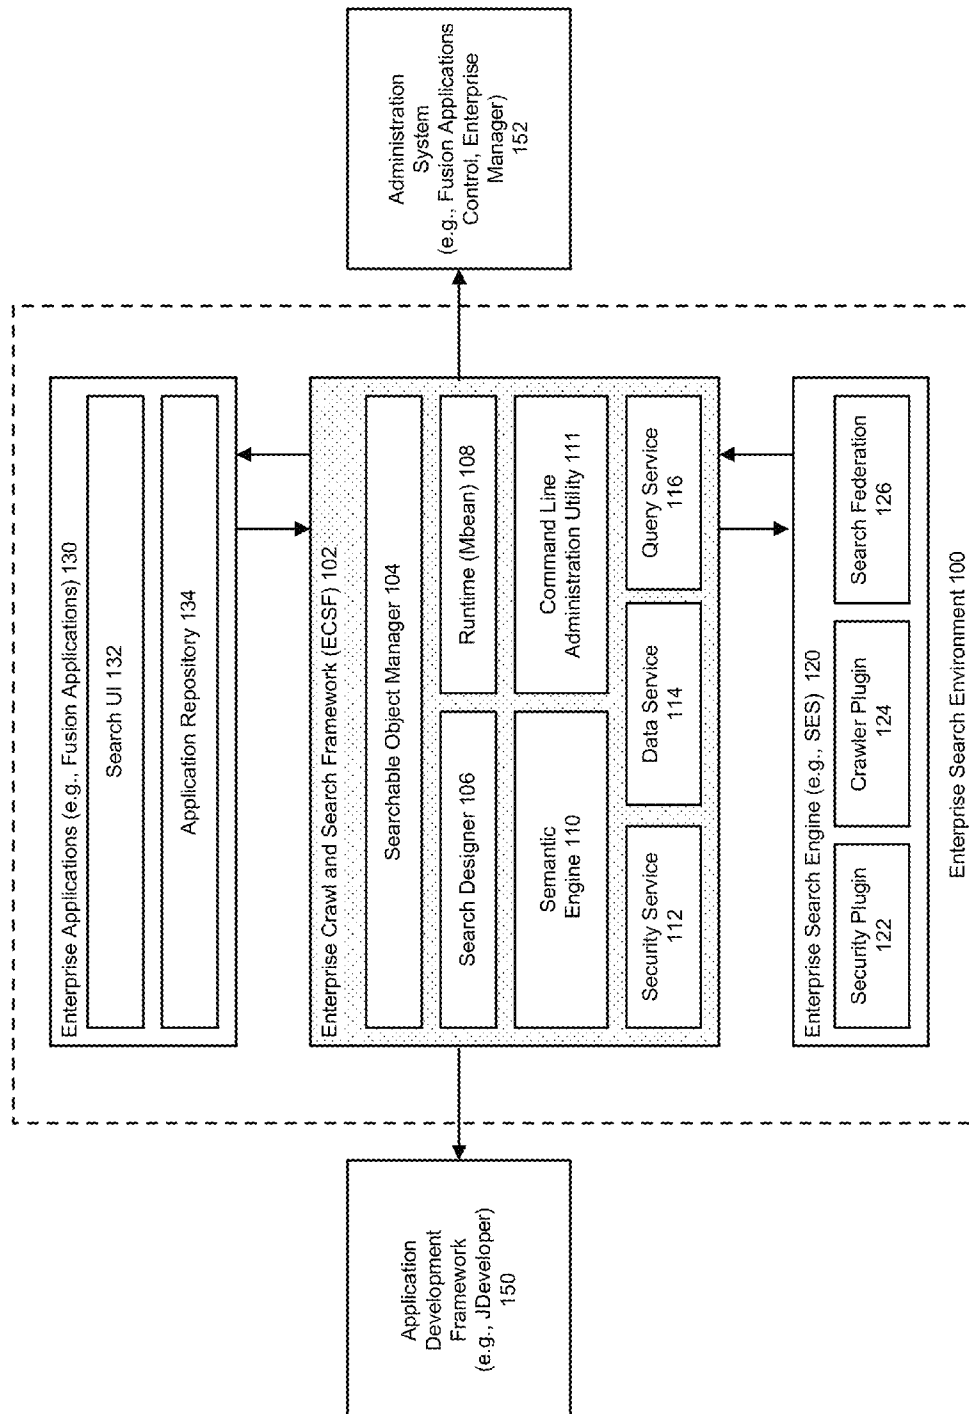 Enterprise Applications (e.g., Fusion Applications) 130
Search UI 132
Application Repository 134
Application
Development
Framework
(e.g., JDeveloper)
150
Enterprise Crawl and Search Framework (ECSF) 102
Searchable Object Manager 104
Search Designer 106
Runtime (Mbean) 108
Semantic
Engine 110
Command Line
Administration Utility 111
Security Service
112
Data Service
114
Query Service
116
Administration
System
(e.g., Fusion Applications
Control, Enterprise
Manager)
152
Enterprise Search Engine (e.g., SES) 120
Security Plugin
122
Crawler Plugin
124
Search Federation
126
Enterprise Search Environment 100